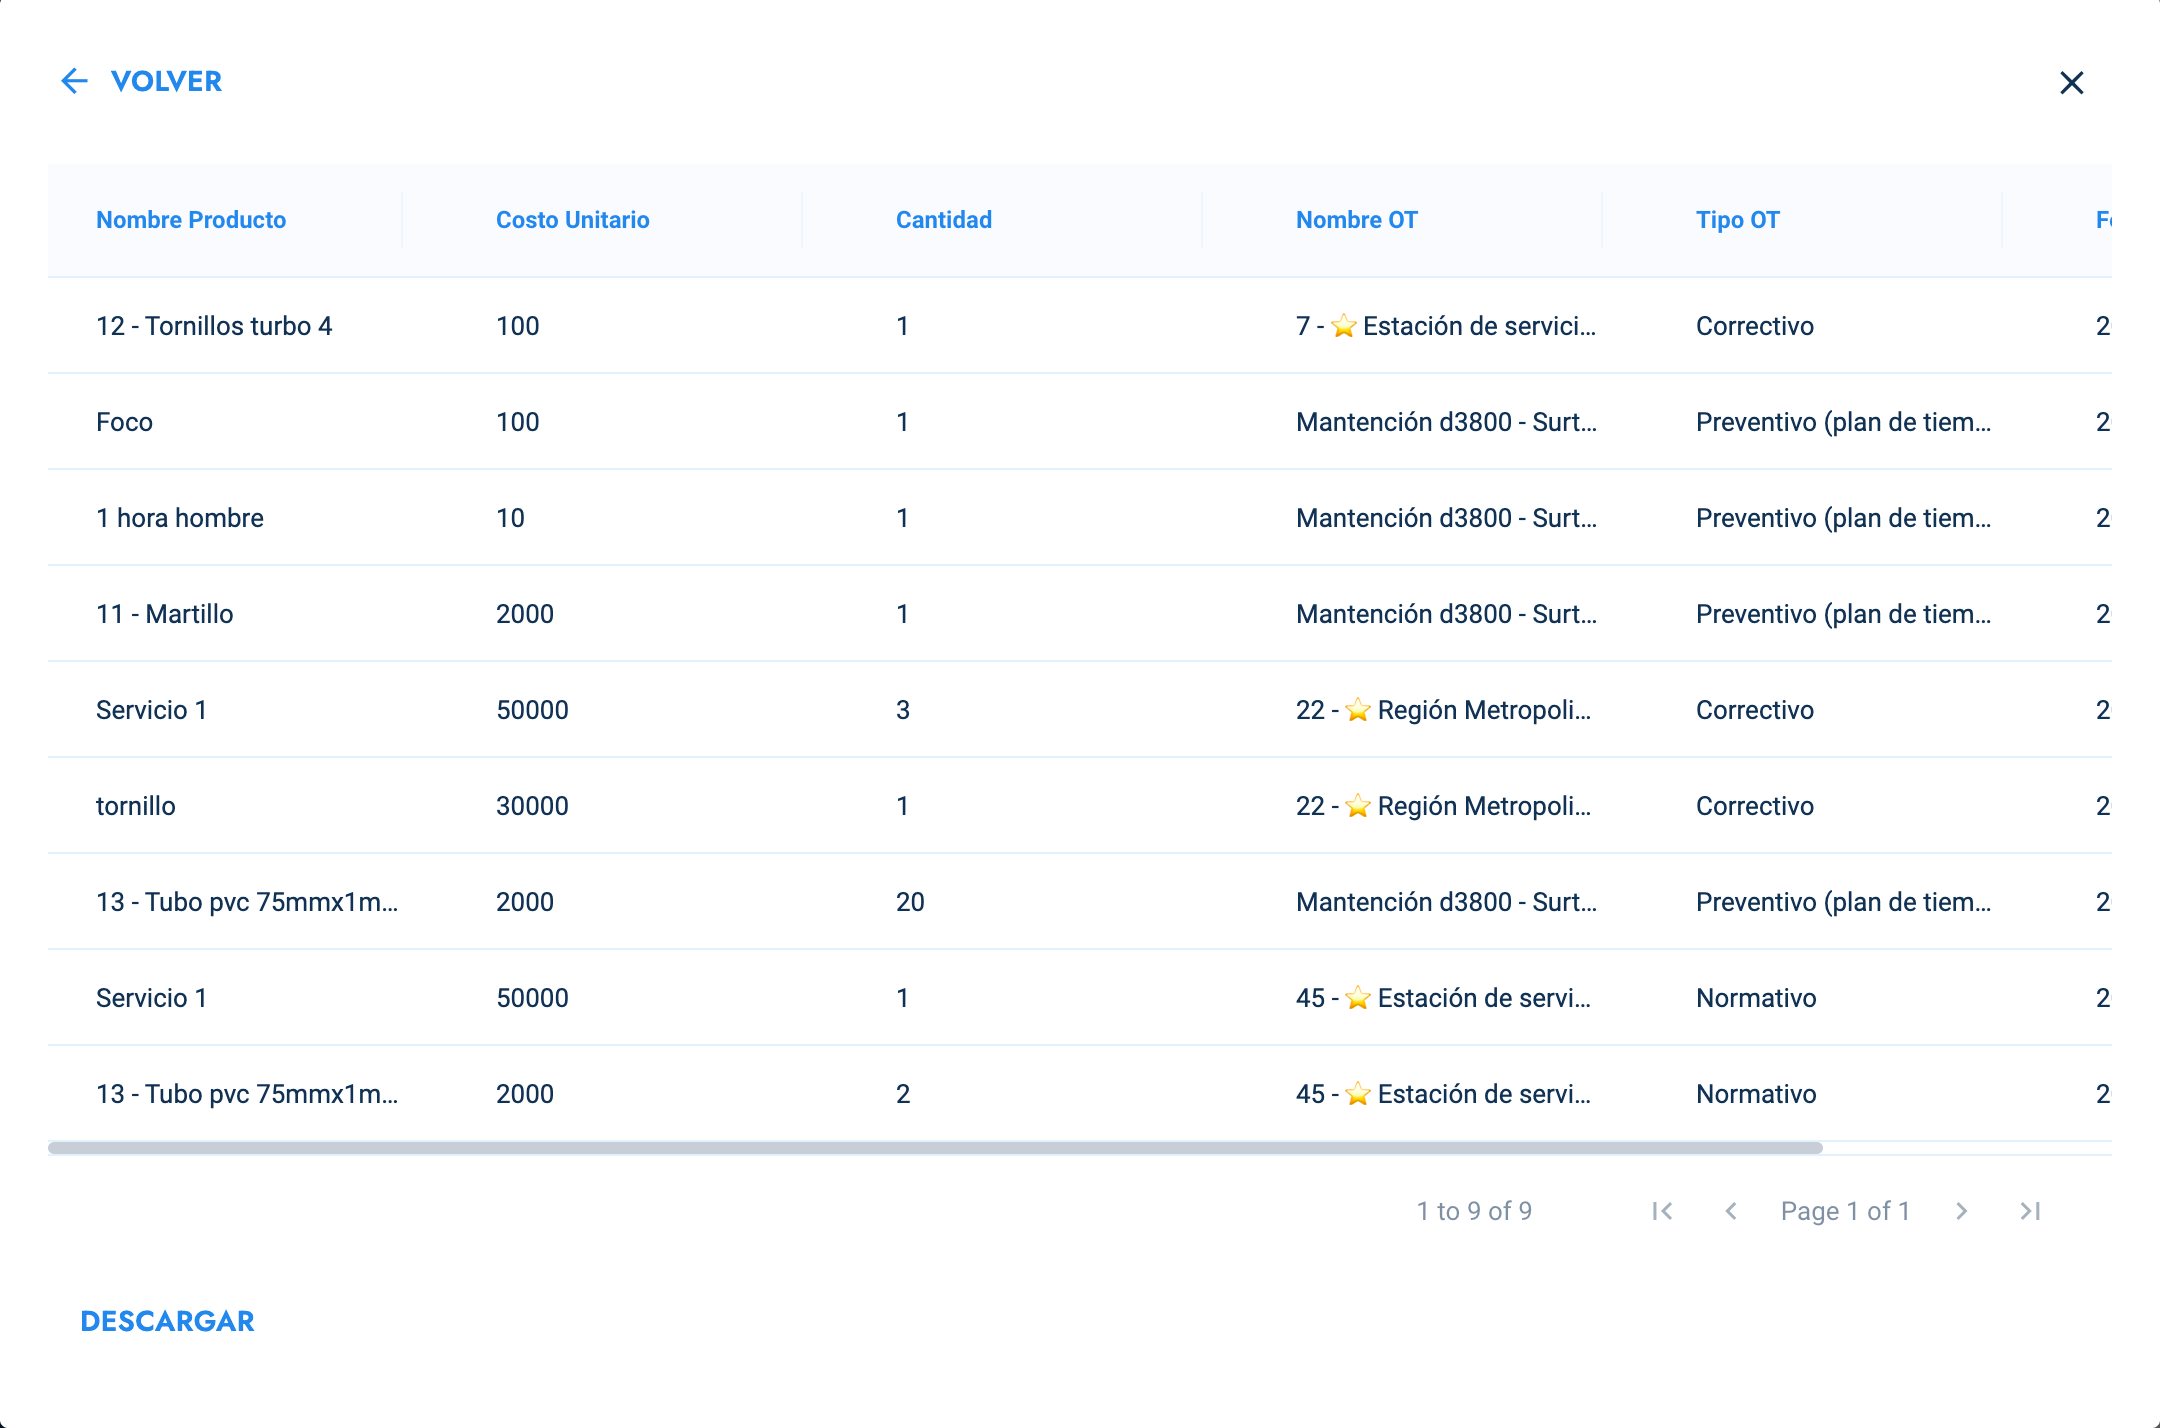 VOLVER
Nombre Producto Costo Unitario Cantidad Nombre OT Tipo OT
12 - Tornillos turbo 4 100 1 7 - ⭐ Estación de servici... Correctivo 2
Foco 100 1 Mantención d3800 - Surt... Preventivo (plan de tiem... 2
1 hora hombre 10 1 Mantención d3800 - Surt... Preventivo (plan de tiem... 2
11 - Martillo 2000 1 Mantención d3800 - Surt... Preventivo (plan de tiem... 2
Servicio 1 50000 3 22 - ⭐ Región Metropoli... Correctivo 2
tornillo 30000 1 22 - ⭐ Región Metropoli... Correctivo 2
13 - Tubo pvc 75mmx1m... 2000 20 Mantención d3800 - Surt... Preventivo (plan de tiem... 2
Servicio 1 50000 1 45 - ⭐ Estación de servi... Normativo 2
13 - Tubo pvc 75mmx1m... 2000 2 45 - ⭐ Estación de servi... Normativo 2
1 to 9 of 9 Page 1 of 1
DESCARGAR